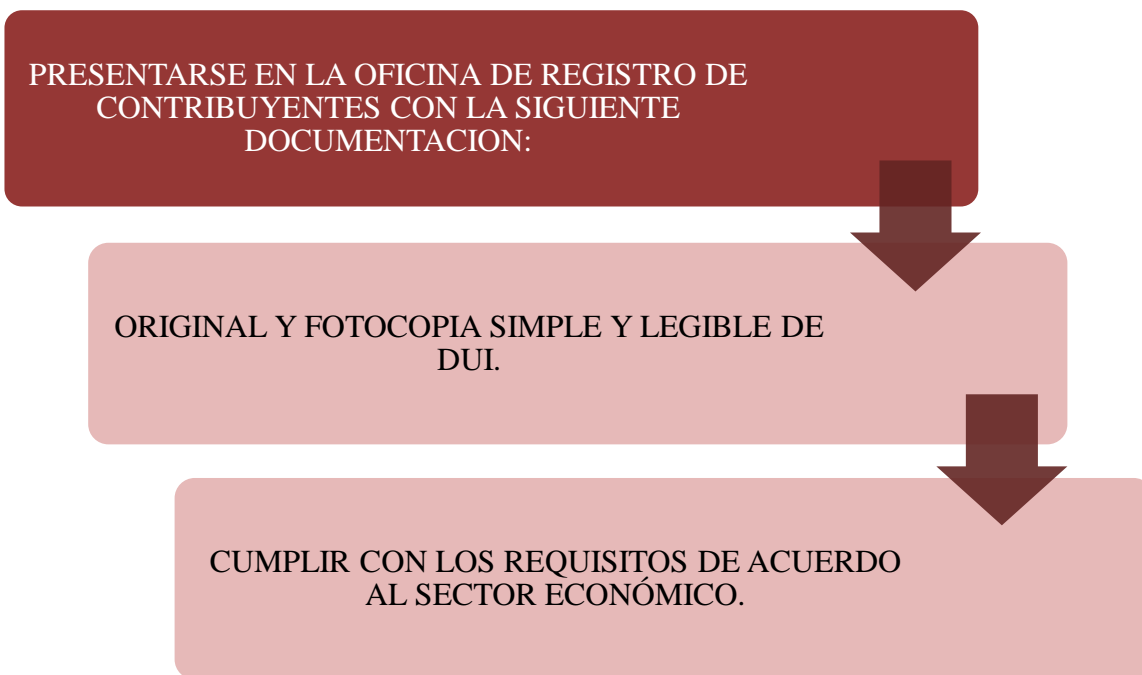 PRESENTARSE EN LA OFICINA DE REGISTRO DE
CONTRIBUYENTES CON LA SIGUIENTE
DOCUMENTACION:
ORIGINAL Y FOTOCOPIA SIMPLE Y LEGIBLE DE
DUI.
CUMPLIR CON LOS REQUISITOS DE ACUERDO
AL SECTOR ECONÓMICO.